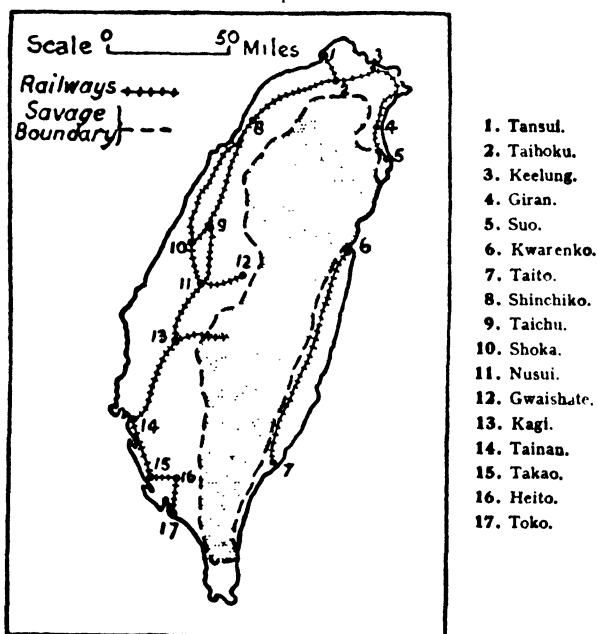 Scale 0 50 Miles
Railways
Savage
Boundary
1
2
3
4
5
6
7
8
9
10
11
12
13
14
15
16
17
1. Tansui.
2. Taihoku.
3. Keelung.
4. Giran.
5. Suo.
6. Kwarenko.
7. Taito.
8. Shinchiko.
9. Taichu.
10. Shoka.
11. Nusui.
12. Gwaishate.
13. Kagi.
14. Tainan.
15. Takao.
16. Heito.
17. Toko.